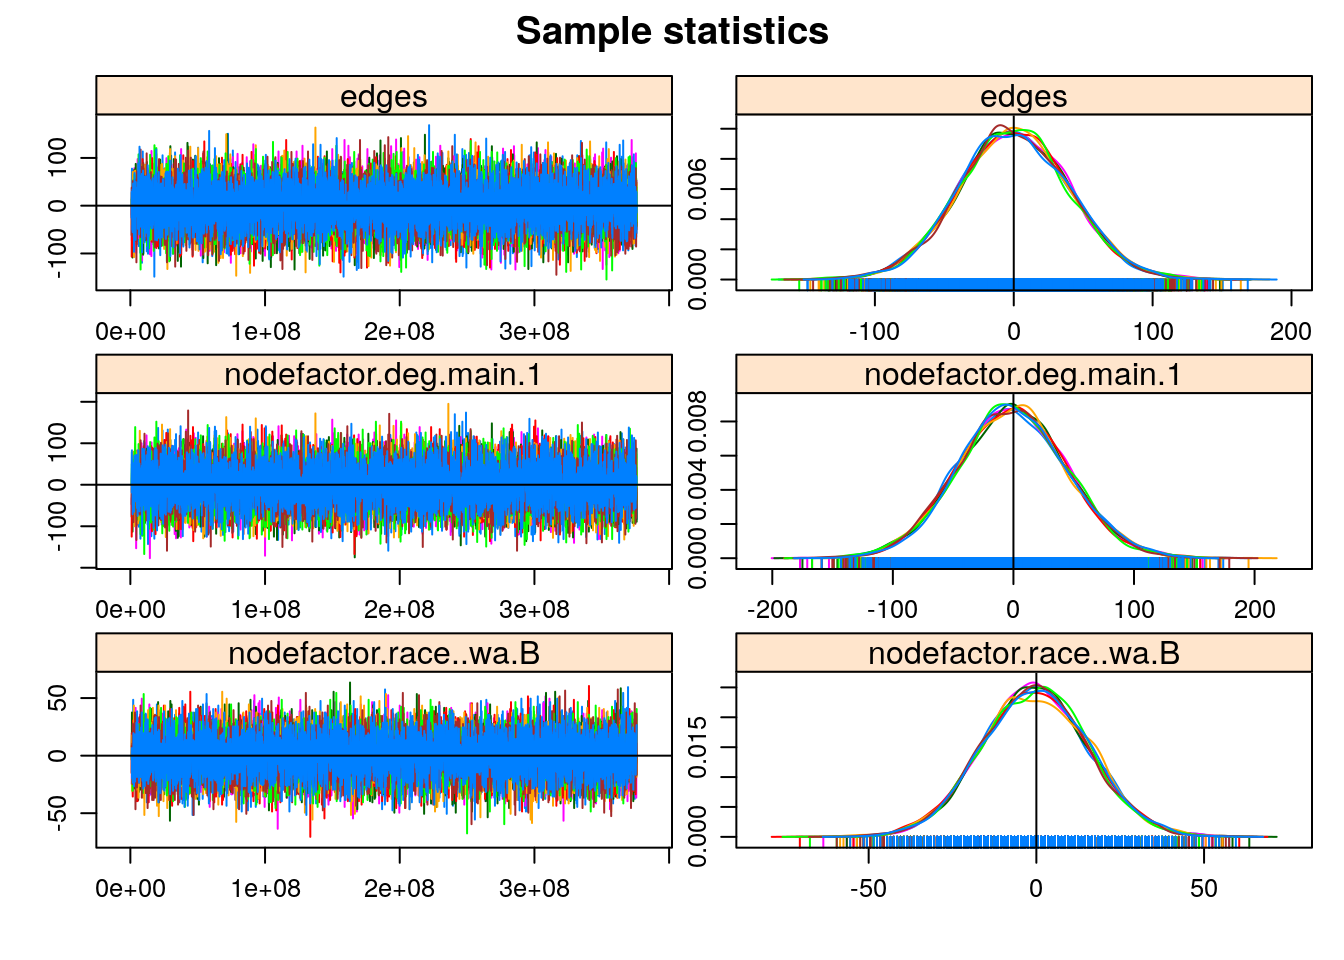 Sample statistics
edges
edges
100
0
-100
0e+00 1e+08 2e+08 3e+08
0.006
0.000
-100 0 100 200
nodefactor.deg.main.1
nodefactor.deg.main.1
100
0
-100
0e+00 1e+08 2e+08 3e+08
0.008
0.004
0.000
-200 -100 0 100 200
nodefactor.race..wa.B
nodefactor.race..wa.B
50
0
-50
0e+00 1e+08 2e+08 3e+08
0.015
0.000
-50 0 50